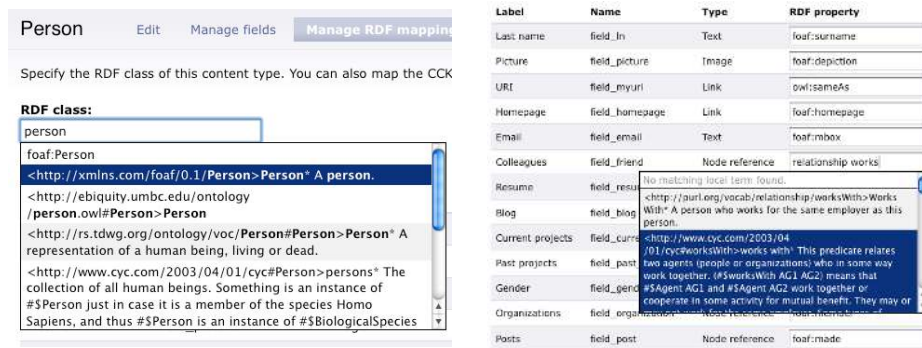 Person Edit Manage fields Manage RDF mapping
Specify the RDF class of this content type. You can also map the CCK
RDF class:
person
foaf:Person
<http://xmlns.com/foaf/0.1/Person>Person* A person.
<http://ebiquity.umbc.edu/ontology
/person.owl#Person>Person
<http://rs.tdwg.org/ontology/voc/Person#Person>Person* A
representation of a human being, living or dead.
<http://www.cyc.com/2003/04/01/cyc#Person>persons* The
collection of all human beings. Something is an instance of
#$Person just in case it is a member of the species Homo
Sapiens, and thus #$Person is an instance of #$BiologicalSpecies
Label Name Type RDF property
Last name field_ln Text foaf:surname
Picture field_picture Image foaf:depiction
URI field_myuri Link owl:sameAs
Homepage field_homepage Link foaf:homepage
Email field_email Text foaf:mbox
Colleagues field_friend Node reference relationship works
No matching local term found.
Resume field_resu
<http://purl.org/vocab/relationship/worksWith>Works
With* A person who works for the same employer as this
person.
Blog field_blog
Current projects field_curre
<http://www.cyc.com/2003/04
/01/cyc#worksWith>works with* This predicate relates
two agents (people or organizations) who in some way
work together. (#$worksWith AG1 AG2) means that
#$Agent AG1 and #$Agent AG2 work together or
cooperate in some activity for mutual benefit. They may or
Past projects field_past
Gender field_gend
Organizations field_organization Node reference
Posts field_post Node reference foaf:made